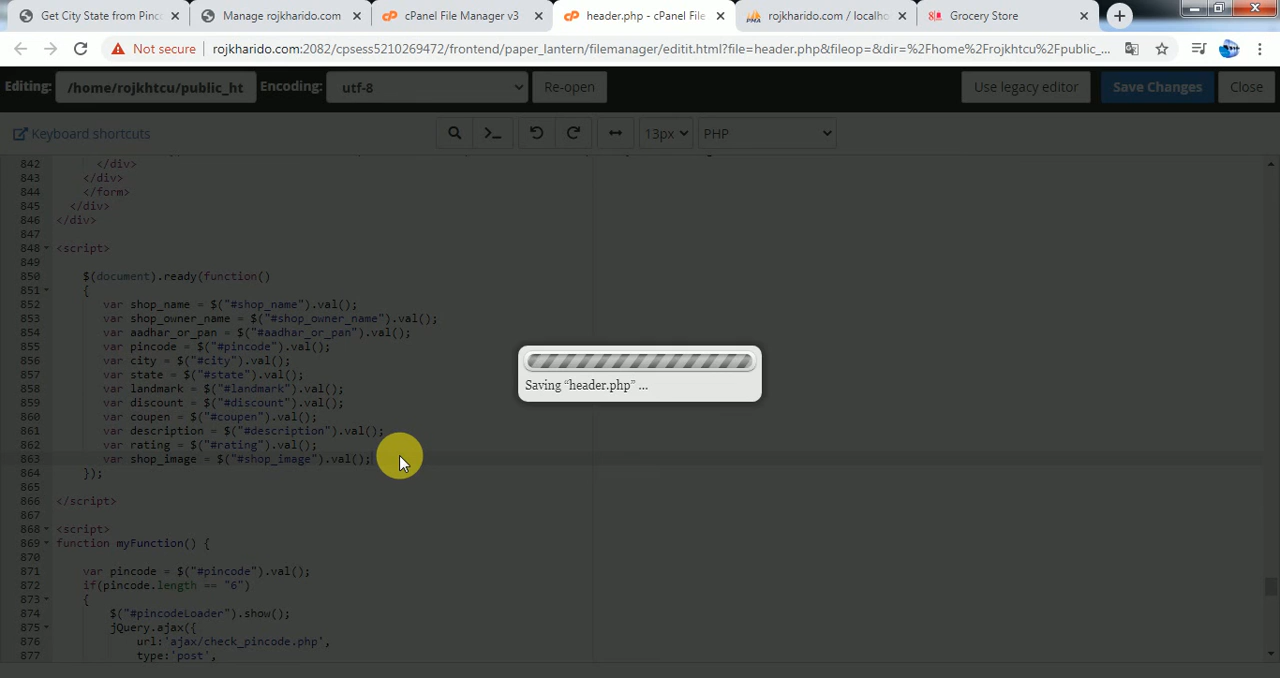 Get City State from Pinc
Manage rojkharido.com
cPanel File Manager v3
header.php - cPanel File
rojkharido.com / localho
Grocery Store
Not secure
rojkharido.com:2082/cpsess5210269472/frontend/paper_lantern/filemanager/editit.html?file=header.php&fileop=&dir=%2Fhome%2Frojkhtcu%2Fpublic_...
Editing: /home/rojkhtcu/public_ht Encoding: utf-8 Re-open Use legacy editor Save Changes Close
Keyboard shortcuts 13px PHP
842 </div>
843 </div>
844 </form>
845 </div>
846 </div>
847
848 <script>
849
850 $(document).ready(function()
851 {
852 var shop_name = $("#shop_name").val();
853 var shop_owner_name = $("#shop_owner_name").val();
854 var aadhar_or_pan = $("#aadhar_or_pan").val();
855 var pincode = $("#pincode").val();
856 var city = $("#city").val();
857 var state = $("#state").val();
858 var landmark = $("#landmark").val();
859 var discount = $("#discount").val();
860 var coupen = $("#coupen").val();
861 var description = $("#description").val();
862 var rating = $("#rating").val();
863 var shop_image = $("#shop_image").val();
864 });
865
866 </script>
867
868 <script>
869 function myFunction() {
870
871 var pincode = $("#pincode").val();
872 if(pincode.length == "6")
873 {
874 $("#pincodeLoader").show();
875 jQuery.ajax({
876 url:'ajax/check_pincode.php',
877 type:'post',
Saving “header.php” ...